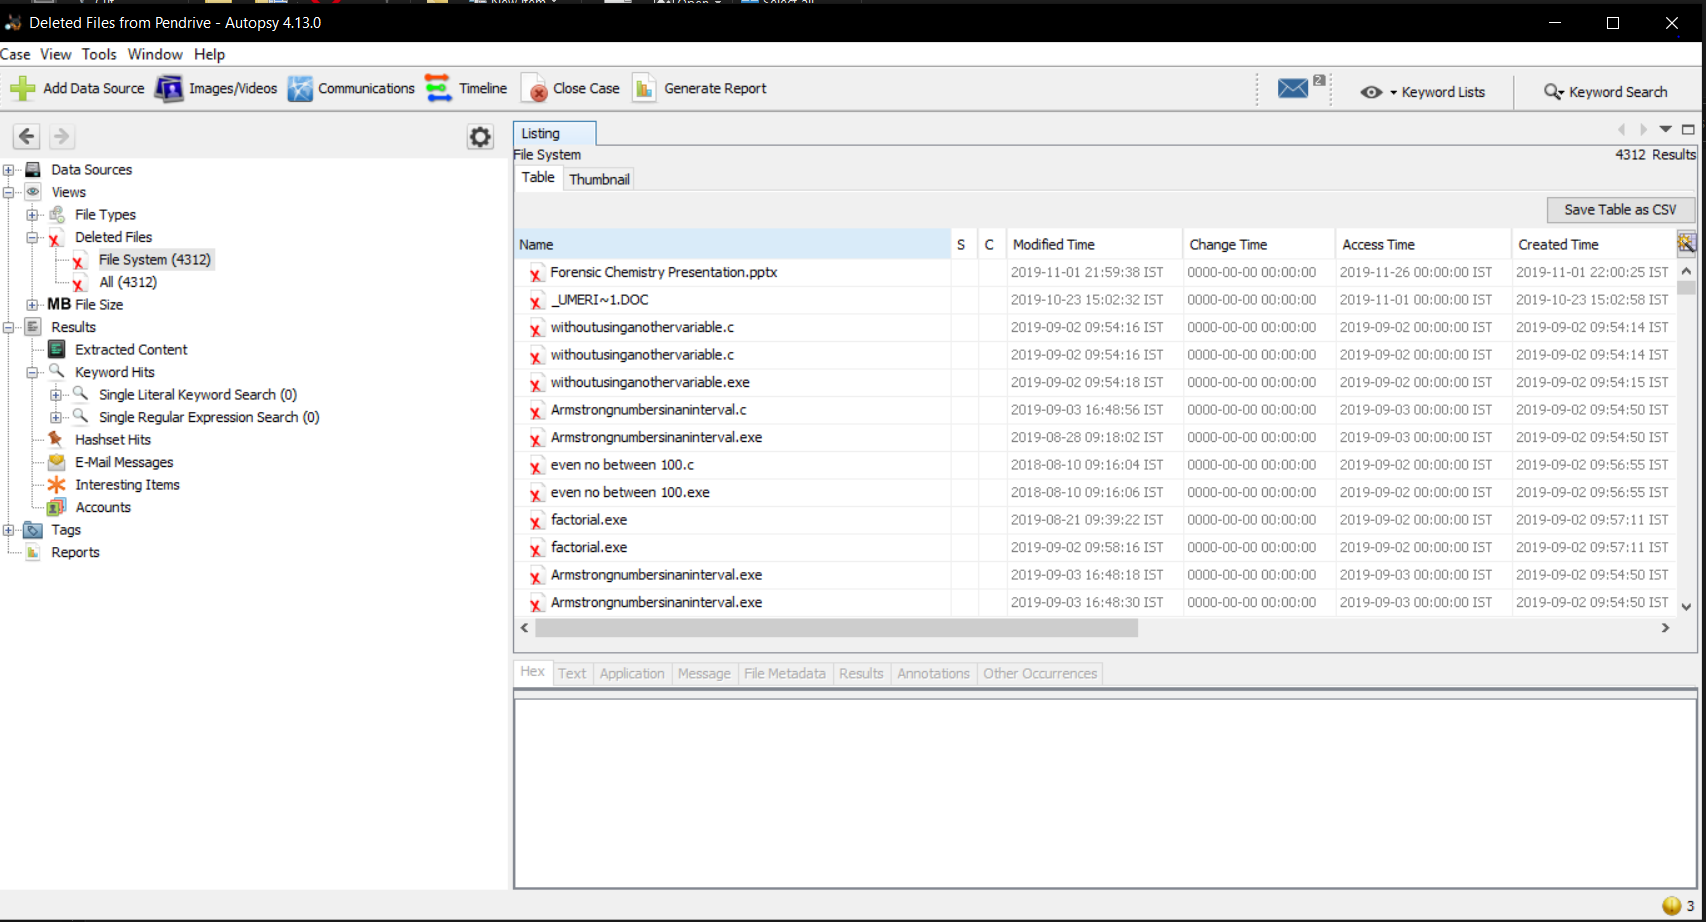 Deleted Files from Pendrive - Autopsy 4.13.0
Case View Tools Window Help
Add Data Source Images/Videos Communications Timeline Close Case Generate Report 2 Keyword Lists Keyword Search
Data Sources
Views
File Types
Deleted Files
File System (4312)
All (4312)
MB File Size
Results
Extracted Content
Keyword Hits
Single Literal Keyword Search (0)
Single Regular Expression Search (0)
Hashset Hits
E-Mail Messages
Interesting Items
Accounts
Tags
Reports
Listing
File System 4312 Results
Table Thumbnail
Save Table as CSV
Name S C Modified Time Change Time Access Time Created Time
Forensic Chemistry Presentation.pptx 2019-11-01 21:59:38 IST 0000-00-00 00:00:00 2019-11-26 00:00:00 IST 2019-11-01 22:00:25 IST
_UMERI~1.DOC 2019-10-23 15:02:32 IST 0000-00-00 00:00:00 2019-11-01 00:00:00 IST 2019-10-23 15:02:58 IST
withoutusinganothervariable.c 2019-09-02 09:54:16 IST 0000-00-00 00:00:00 2019-09-02 00:00:00 IST 2019-09-02 09:54:14 IST
withoutusinganothervariable.c 2019-09-02 09:54:16 IST 0000-00-00 00:00:00 2019-09-02 00:00:00 IST 2019-09-02 09:54:14 IST
withoutusinganothervariable.exe 2019-09-02 09:54:18 IST 0000-00-00 00:00:00 2019-09-02 00:00:00 IST 2019-09-02 09:54:15 IST
Armstrongnumbersinaninterval.c 2019-09-03 16:48:56 IST 0000-00-00 00:00:00 2019-09-03 00:00:00 IST 2019-09-02 09:54:50 IST
Armstrongnumbersinaninterval.exe 2019-08-28 09:18:02 IST 0000-00-00 00:00:00 2019-09-03 00:00:00 IST 2019-09-02 09:54:50 IST
even no between 100.c 2018-08-10 09:16:04 IST 0000-00-00 00:00:00 2019-09-02 00:00:00 IST 2019-09-02 09:56:55 IST
even no between 100.exe 2018-08-10 09:16:06 IST 0000-00-00 00:00:00 2019-09-02 00:00:00 IST 2019-09-02 09:56:55 IST
factorial.exe 2019-08-21 09:39:22 IST 0000-00-00 00:00:00 2019-09-02 00:00:00 IST 2019-09-02 09:57:11 IST
factorial.exe 2019-09-02 09:58:16 IST 0000-00-00 00:00:00 2019-09-02 00:00:00 IST 2019-09-02 09:57:11 IST
Armstrongnumbersinaninterval.exe 2019-09-03 16:48:18 IST 0000-00-00 00:00:00 2019-09-03 00:00:00 IST 2019-09-02 09:54:50 IST
Armstrongnumbersinaninterval.exe 2019-09-03 16:48:30 IST 0000-00-00 00:00:00 2019-09-03 00:00:00 IST 2019-09-02 09:54:50 IST
Hex Text Application Message File Metadata Results Annotations Other Occurrences
3